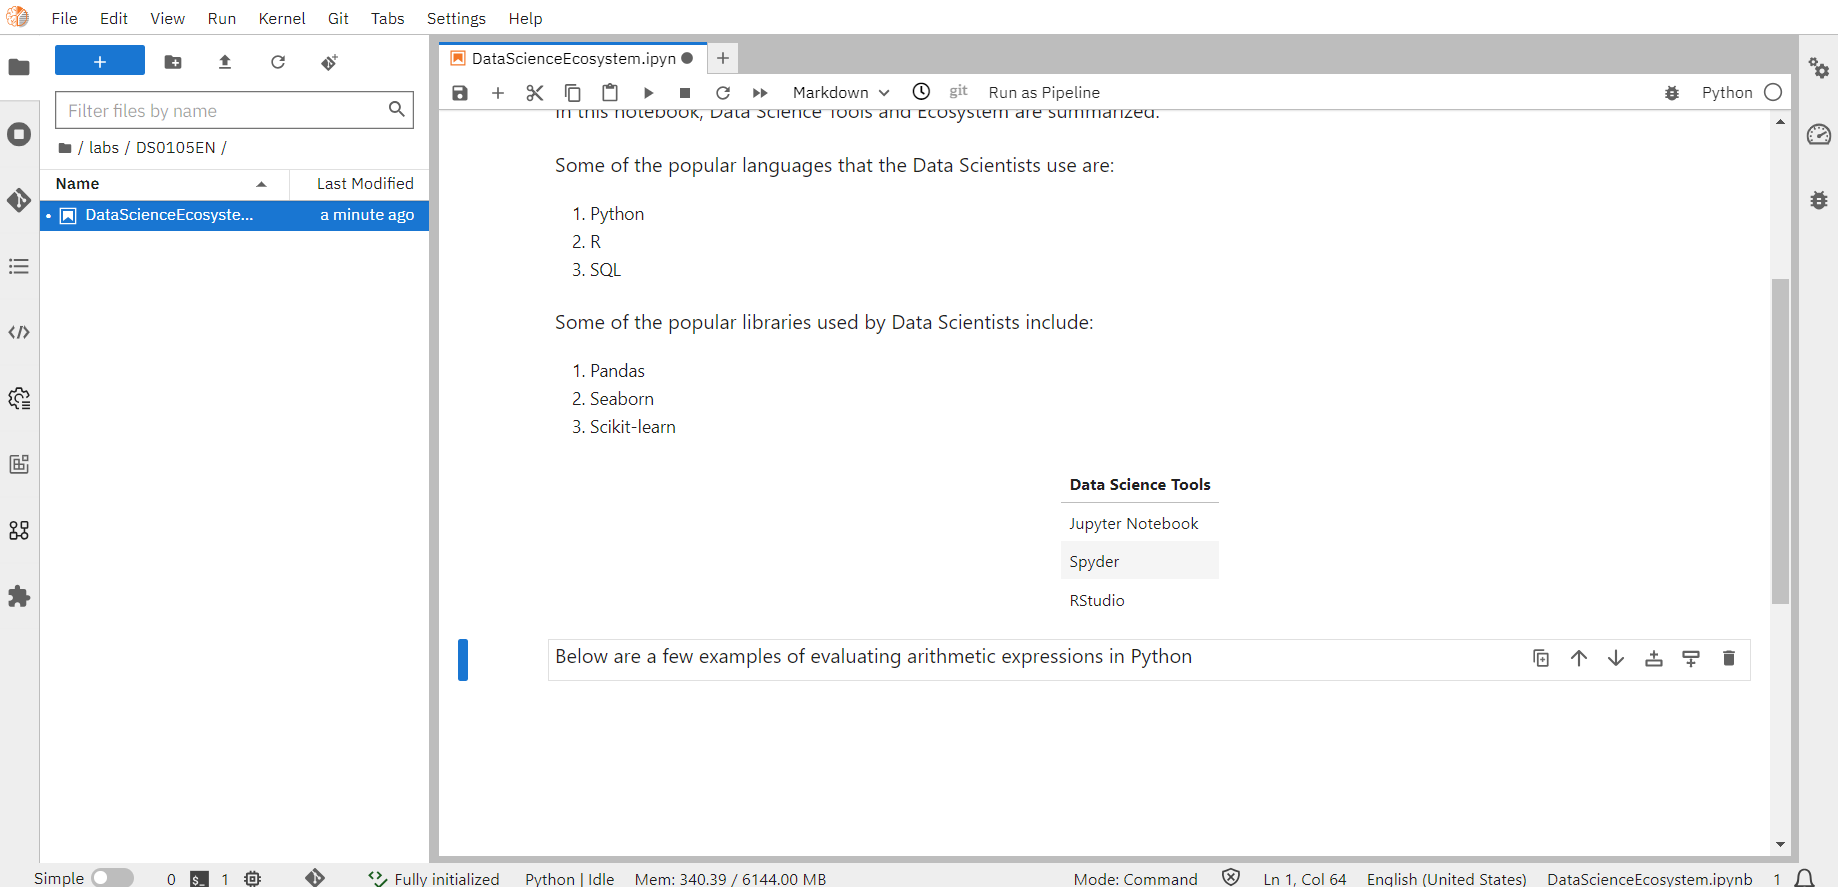 File Edit View Run Kernel Git Tabs Settings Help
DataScienceEcosystem.ipyn
Filter files by name
/ labs / DS0105EN /
Name Last Modified
DataScienceEcosyste... a minute ago
Markdown git Run as Pipeline Python
In this notebook, Data Science Tools and Ecosystem are summarized.
Some of the popular languages that the Data Scientists use are:
1. Python
2. R
3. SQL
Some of the popular libraries used by Data Scientists include:
1. Pandas
2. Seaborn
3. Scikit-learn
Data Science Tools
Jupyter Notebook
Spyder
RStudio
Below are a few examples of evaluating arithmetic expressions in Python
Simple 0 $_ 1 Fully initialized Python | Idle Mem: 340.39 / 6144.00 MB Mode: Command Ln 1, Col 64 English (United States) DataScienceEcosystem.ipynb 1